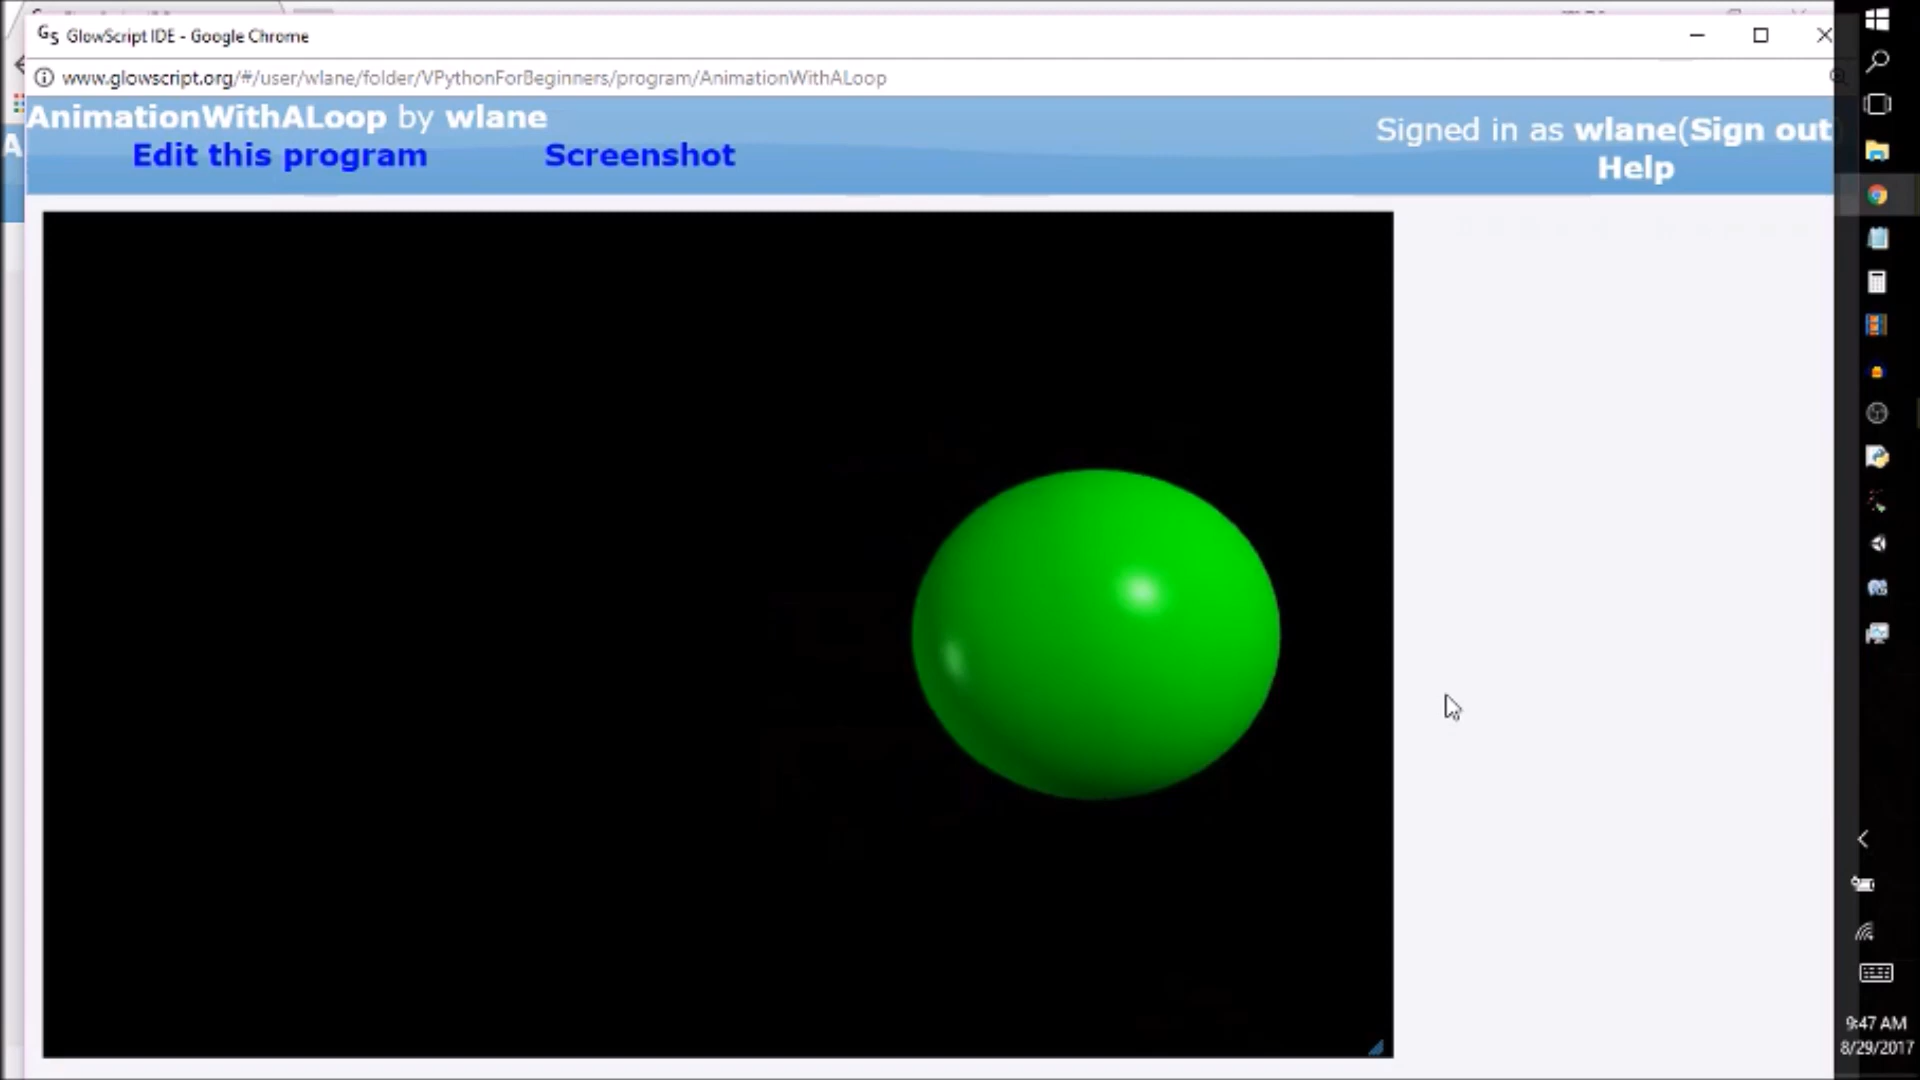 GlowScript IDE - Google Chrome
www.glowscript.org/#/user/wlane/folder/VPythonForBeginners/program/AnimationWithALoop
AnimationWithALoop by wlane
Signed in as wlane(Sign out
Edit this program
Screenshot
Help
9:47 AM
8/29/2017